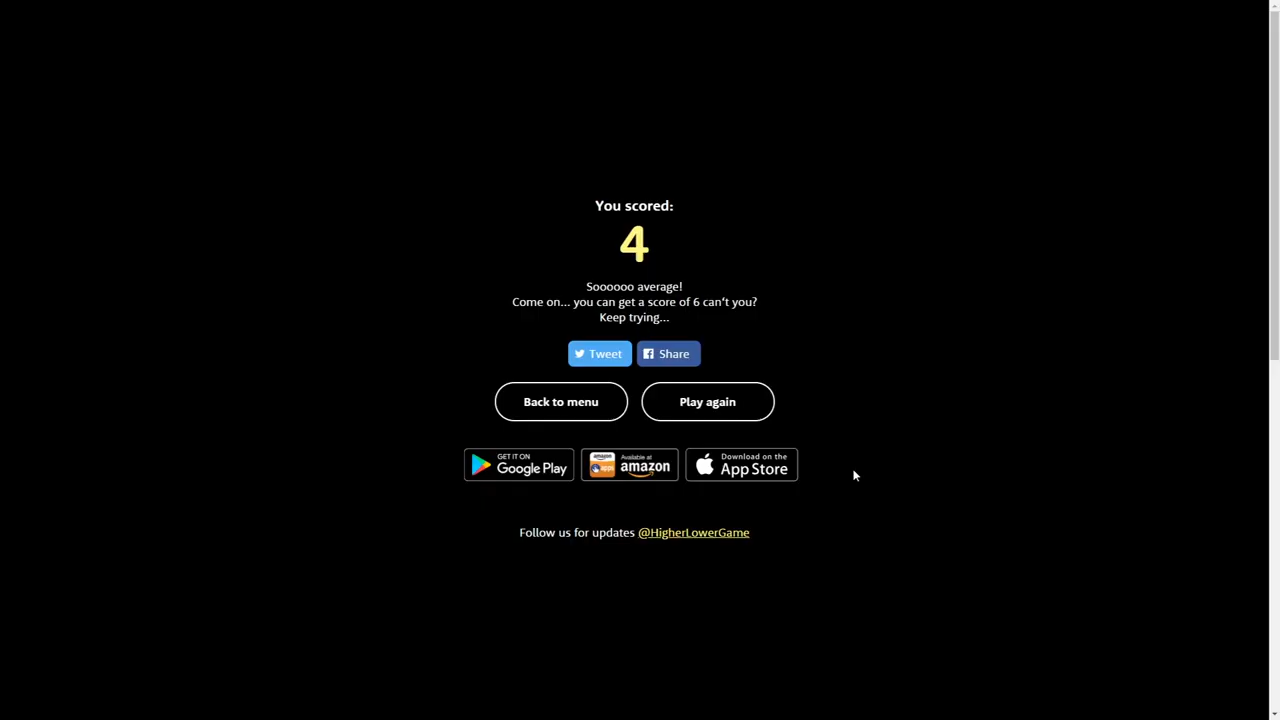 You scored:
4
Soooooo average!
Come on... you can get a score of 6 can't you?
Keep trying...
Tweet Share
Back to menu Play again
GET IT ON
Google Play
Available at
amazon
Download on the
App Store
Follow us for updates @HigherLowerGame